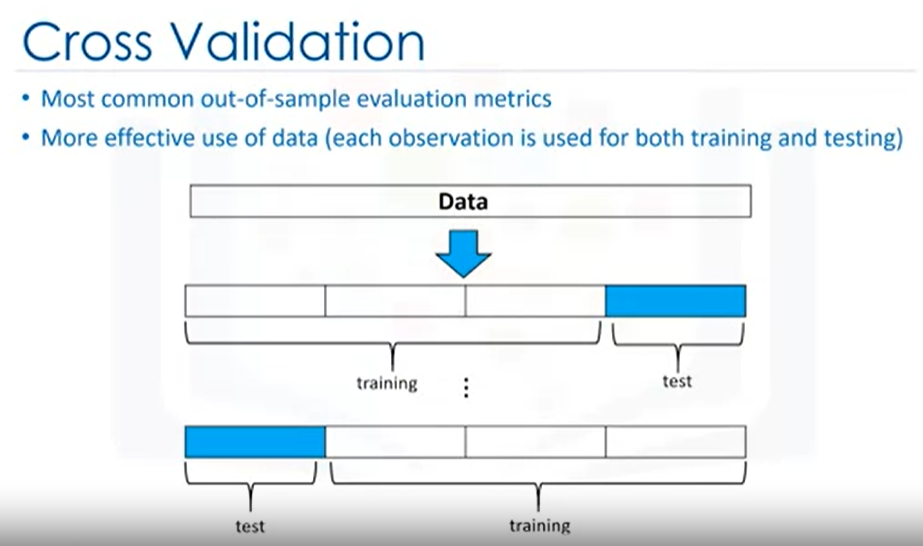 Cross Validation
• Most common out-of-sample evaluation metrics
• More effective use of data (each observation is used for both training and testing)
Data
training
⋮
test
test
training